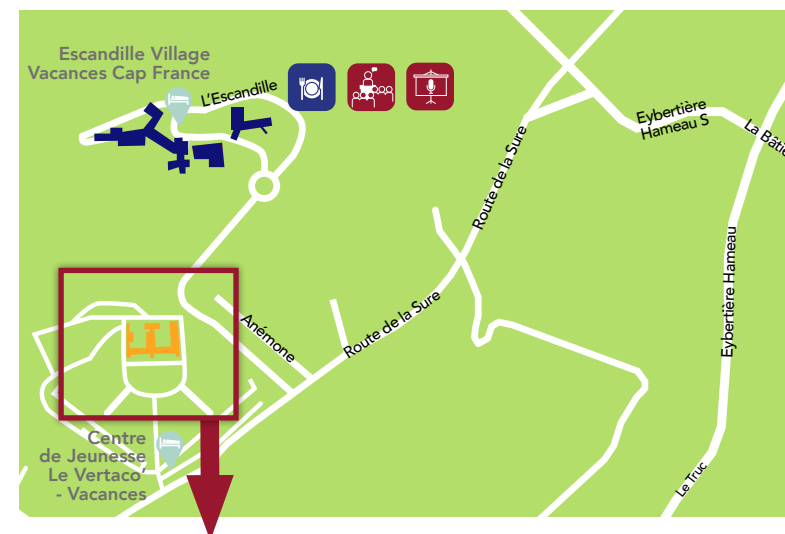 Escandille Village
Vacances Cap France
L'Escandille
Eybertière
Hameau S
La Bâtie
Route de la Sure
Eybertière Hameau
Anémone
Route de la Sure
Centre
de Jeunesse
Le Vertaco'
- Vacances
Le Truc